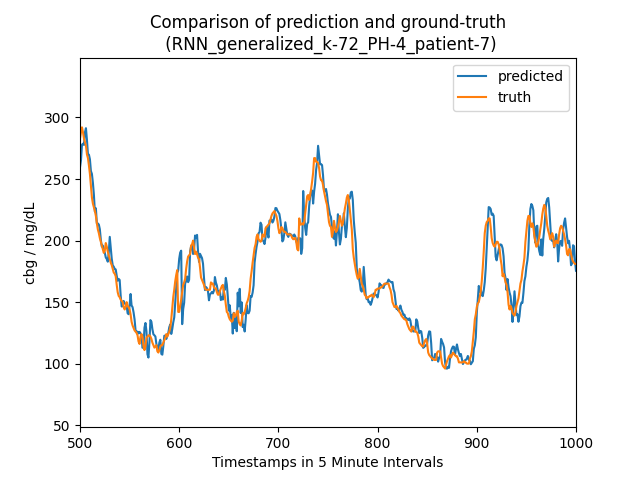 Comparison of prediction and ground-truth
(RNN_generalized_k-72_PH-4_patient-7)
predicted
truth
cbg / mg/dL
300
250
200
150
100
50
500 600 700 800 900 1000
Timestamps in 5 Minute Intervals